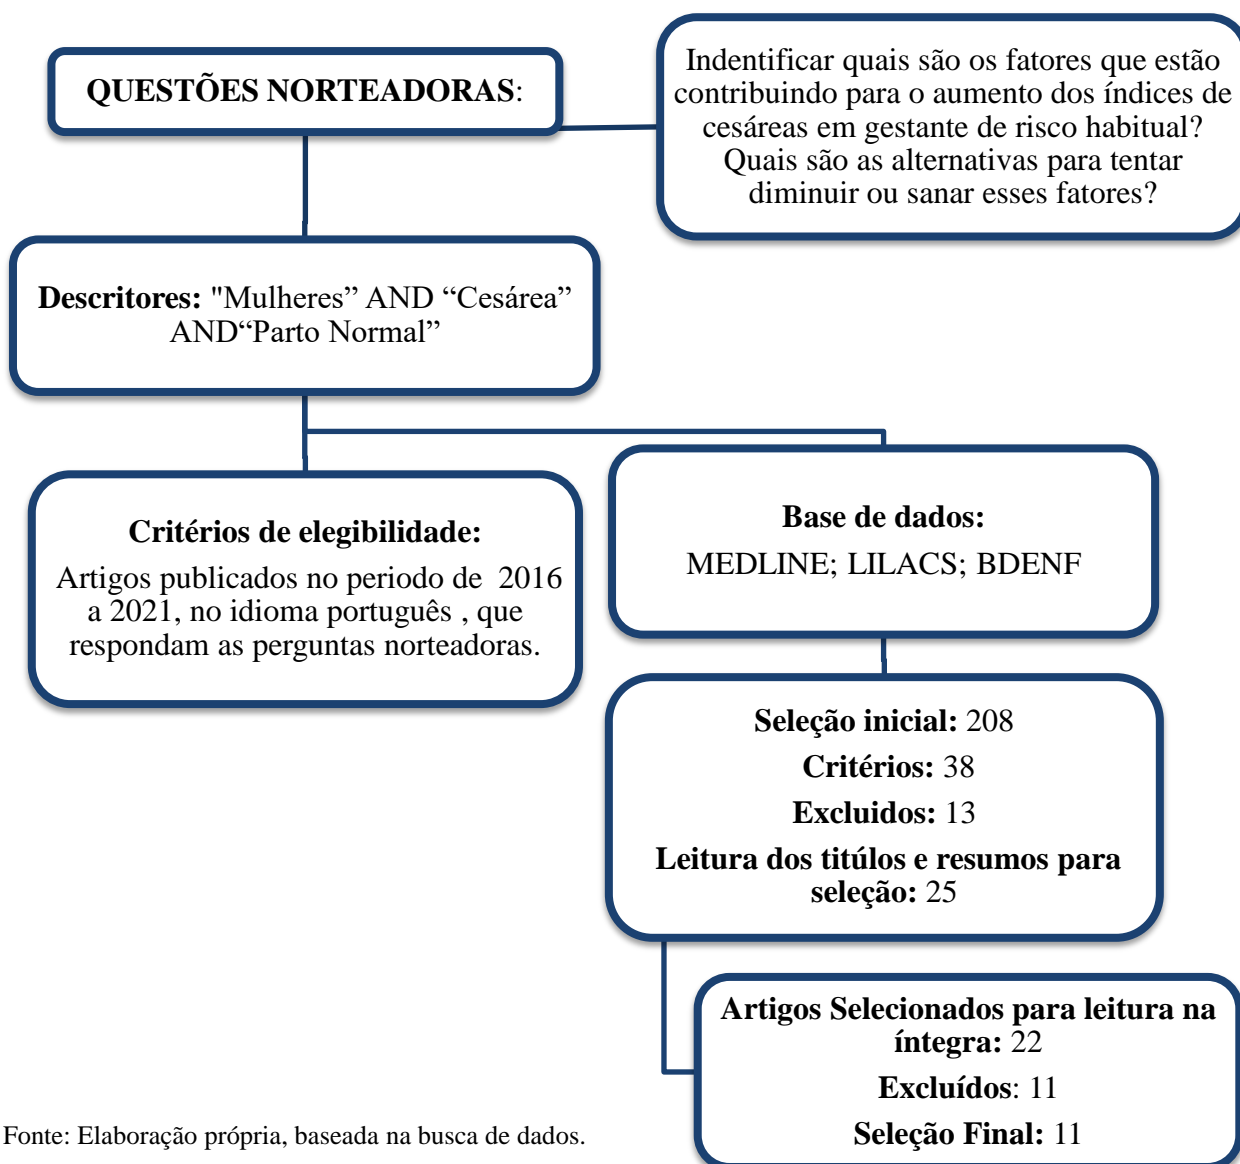 QUESTÕES NORTEADORAS:
Indentificar quais são os fatores que estão
contribuindo para o aumento dos índices de
cesáreas em gestante de risco habitual?
Quais são as alternativas para tentar
diminuir ou sanar esses fatores?
Descritores: "Mulheres” AND “Cesárea”
AND“Parto Normal”
Critérios de elegibilidade:
Artigos publicados no periodo de 2016
a 2021, no idioma português , que
respondam as perguntas norteadoras.
Base de dados:
MEDLINE; LILACS; BDENF
Seleção inicial: 208
Critérios: 38
Excluidos: 13
Leitura dos titúlos e resumos para
seleção: 25
Artigos Selecionados para leitura na
íntegra: 22
Excluídos: 11
Seleção Final: 11
Fonte: Elaboração própria, baseada na busca de dados.